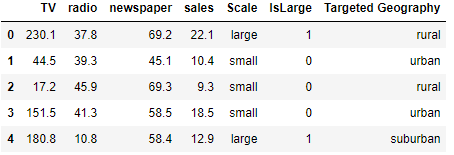 TV radio newspaper sales Scale IsLarge Targeted Geography
0 230.1 37.8 69.2 22.1 large 1 rural
1 44.5 39.3 45.1 10.4 small 0 urban
2 17.2 45.9 69.3 9.3 small 0 rural
3 151.5 41.3 58.5 18.5 small 0 urban
4 180.8 10.8 58.4 12.9 large 1 suburban